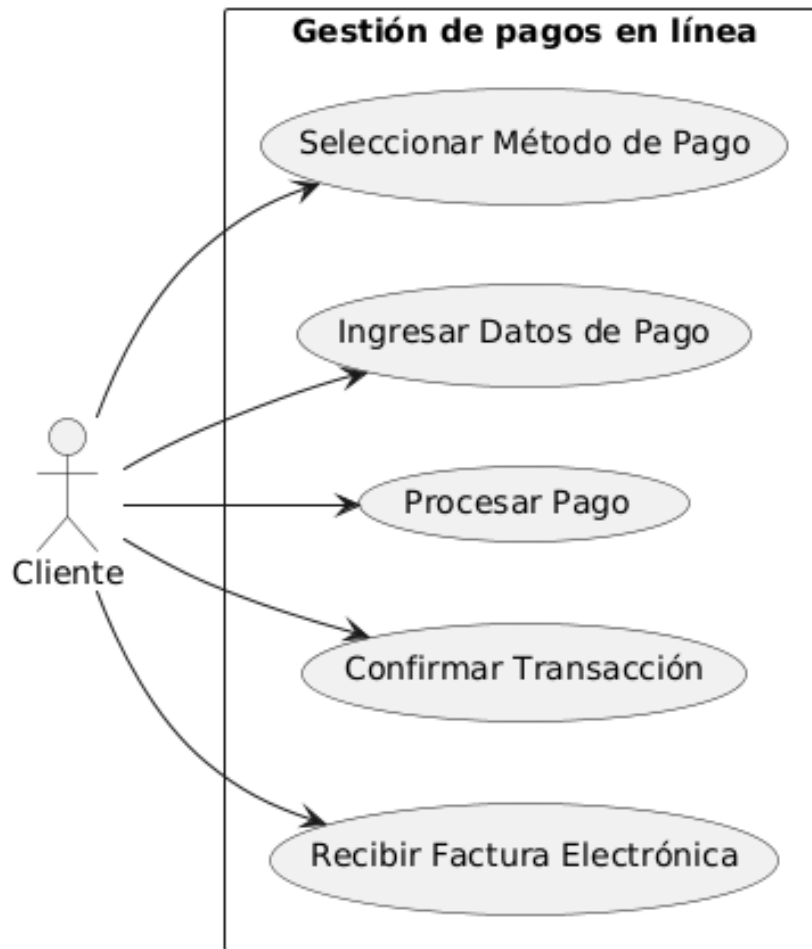 Gestión de pagos en línea
Seleccionar Método de Pago
Ingresar Datos de Pago
Procesar Pago
Cliente
Confirmar Transacción
Recibir Factura Electrónica